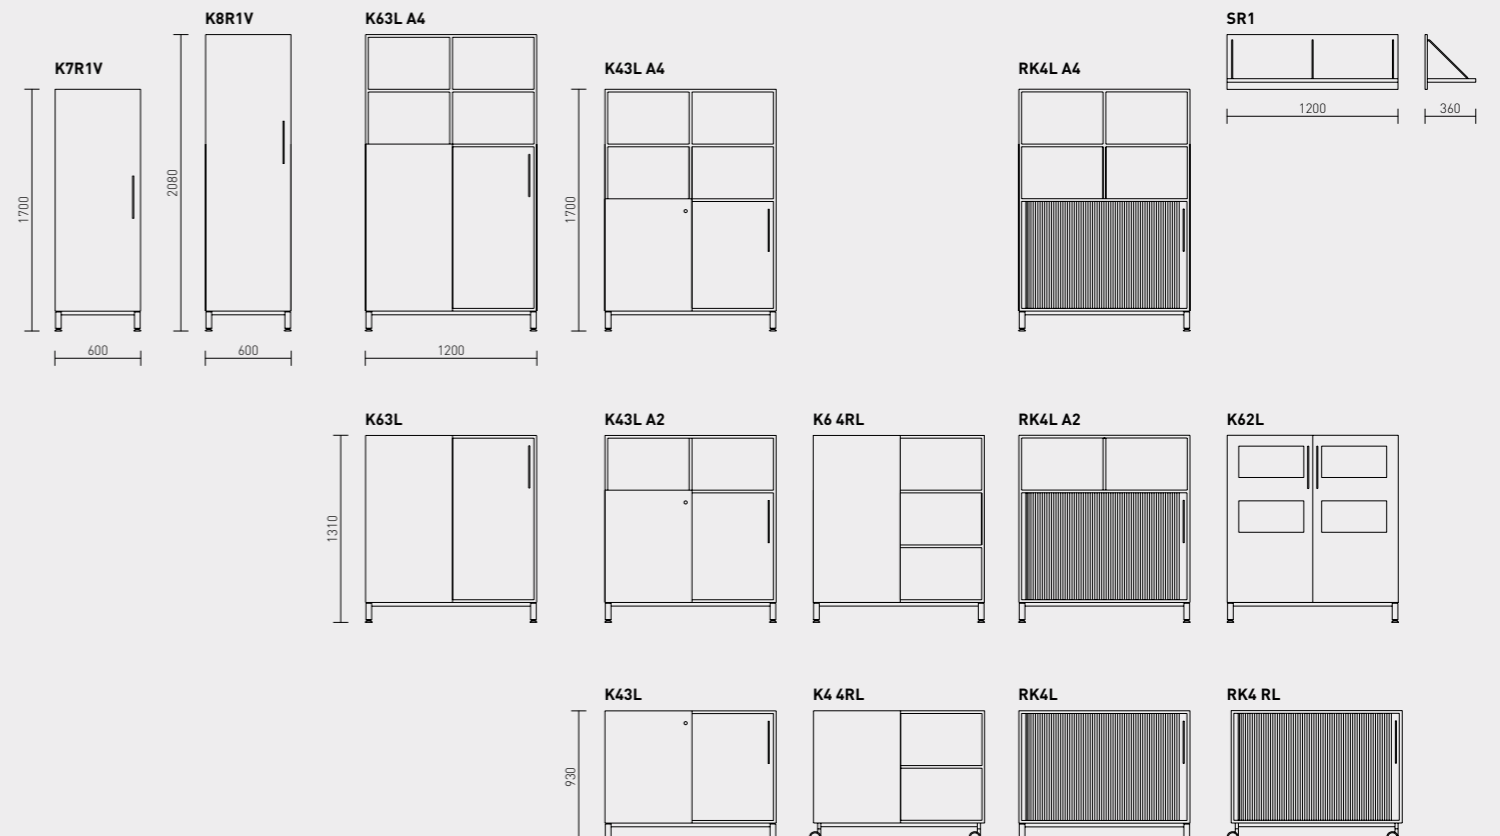 K8R1V
K63L A4
SR1
K7R1V
K43L A4
RK4L A4
1200
360
1700
2080
1700
600
600
1200
K63L
K43L A2
K6 4RL
RK4L A2
K62L
1310
K43L
K4 4RL
RK4L
RK4 RL
930